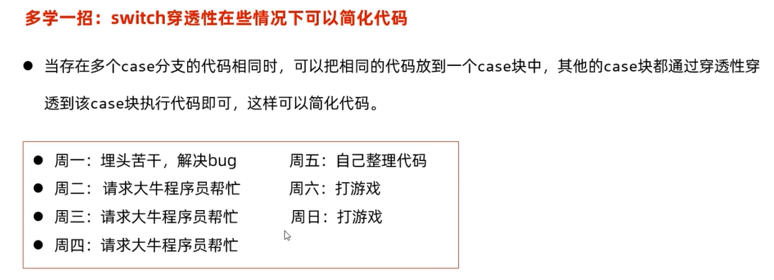 多学一招：switch穿透性在些情况下可以简化代码
● 当存在多个case分支的代码相同时，可以把相同的代码放到一个case块中，其他的case块都通过穿透性穿
透到该case块执行代码即可，这样可以简化代码。
● 周一：埋头苦干，解决bug 周五：自己整理代码
● 周二：请求大牛程序员帮忙 周六：打游戏
● 周三：请求大牛程序员帮忙 周日：打游戏
● 周四：请求大牛程序员帮忙